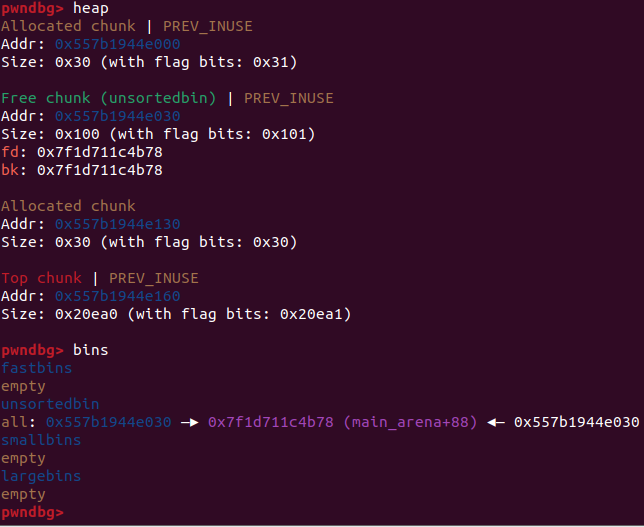 pwndbg> heap
Allocated chunk | PREV_INUSE
Addr: 0x557b1944e000
Size: 0x30 (with flag bits: 0x31)
Free chunk (unsortedbin) | PREV_INUSE
Addr: 0x557b1944e030
Size: 0x100 (with flag bits: 0x101)
fd: 0x7f1d711c4b78
bk: 0x7f1d711c4b78
Allocated chunk
Addr: 0x557b1944e130
Size: 0x30 (with flag bits: 0x30)
Top chunk | PREV_INUSE
Addr: 0x557b1944e160
Size: 0x20ea0 (with flag bits: 0x20ea1)
pwndbg> bins
fastbins
empty
unsortedbin
all: 0x557b1944e030 —▸ 0x7f1d711c4b78 (main_arena+88) ◂— 0x557b1944e030
smallbins
empty
largebins
empty
pwndbg>